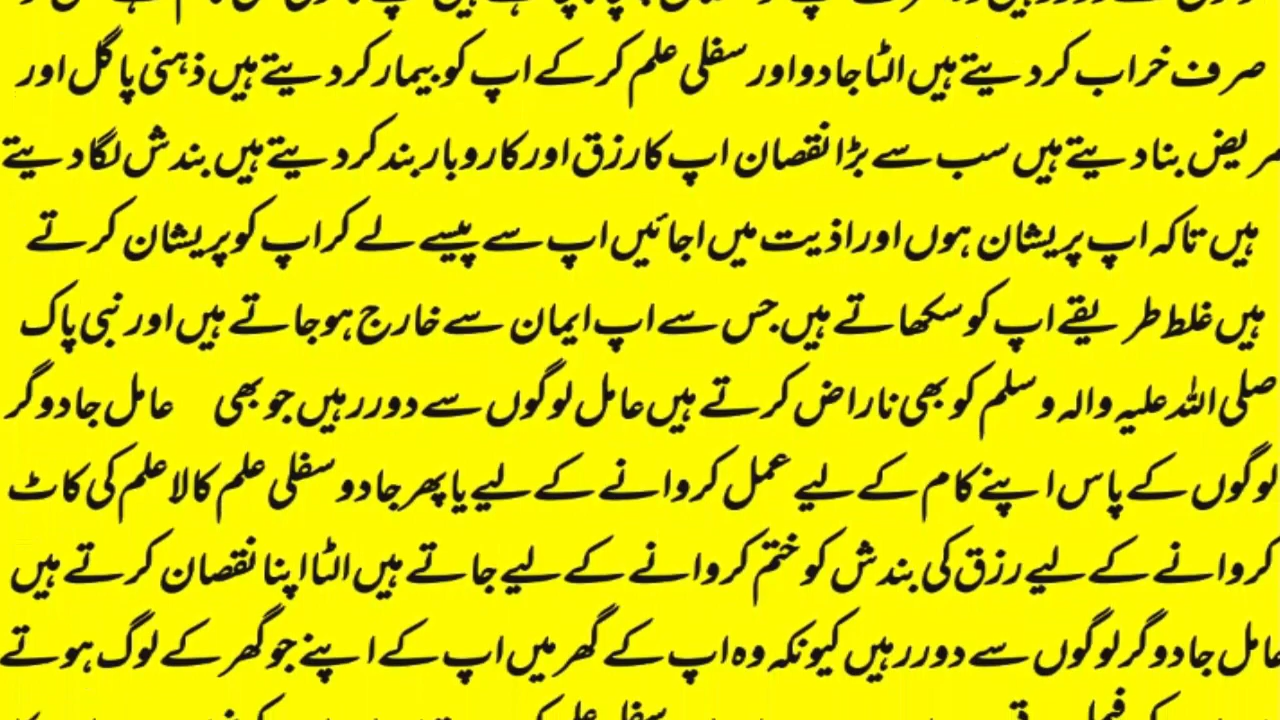 صرف خراب کردیتے ہیں الٹا جادو اور سفلی علم کر کے اپ کو بیمار کر دیتے ہیں ذہنی پاگل اور
مریض بنا دیتے ہیں سب سے بڑا نقصان اپ کا رزق اور کاروبار بند کر دیتے ہیں بندش لگا دیتے
ہیں تاکہ اپ پریشان ہوں اور اذیت میں اجائیں اپ سے پیسے لے کر اپ کو پریشان کرتے
ہیں غلط طریقے اپ کو سکھاتے ہیں جس سے اپ ایمان سے خارج ہو جاتے ہیں اور نبی پاک
صلی اللہ علیہ والہ وسلم کو بھی ناراض کرتے ہیں عامل لوگوں سے دور رہیں جو بھی عامل جادوگر
لوگوں کے پاس اپنے کام کے لیے عمل کروانے کے لیے یا پھر جادو سفلی علم کالا علم کی کاٹ
کروانے کے لیے رزق کی بندش کو ختم کروانے کے لیے جاتے ہیں الٹا اپنا نقصان کرتے ہیں
عامل جادوگر لوگوں سے دور رہیں کیونکہ وہ اپ کے گھر میں اپ کے اپنے جو گھر کے لوگ ہوتے